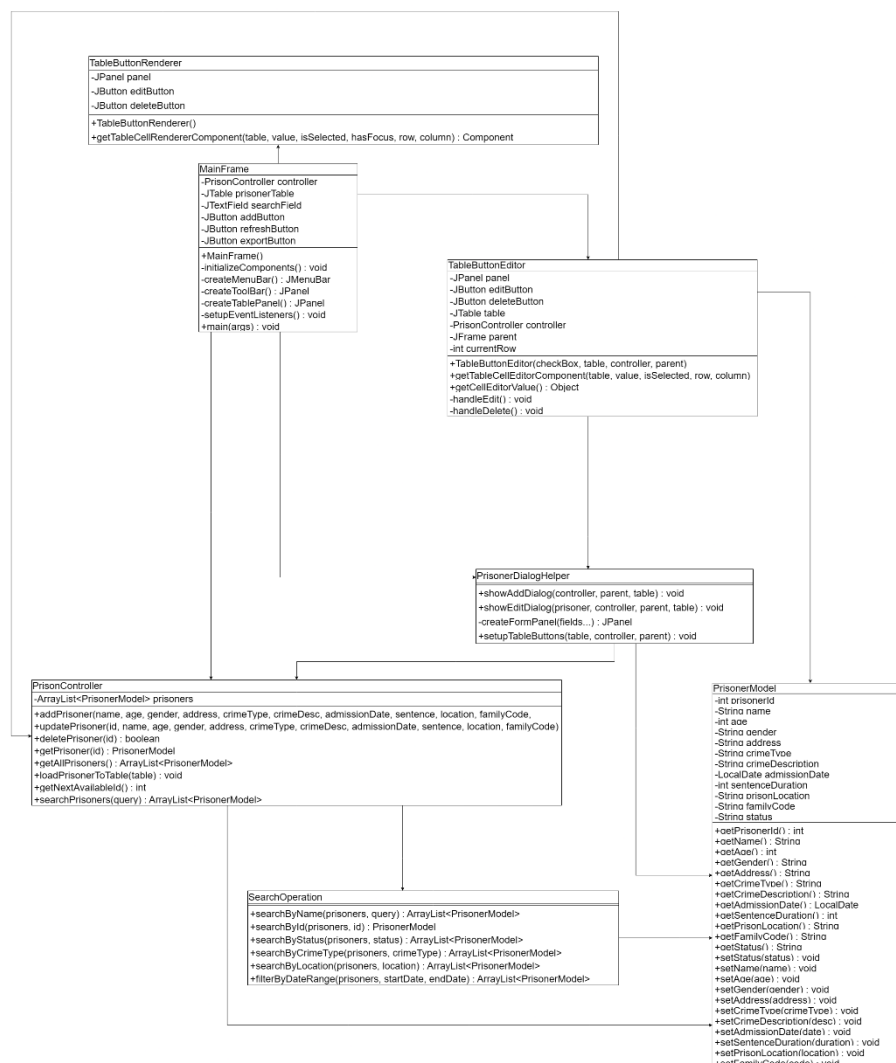 TableButtonRenderer
-JPanel panel
-JButton editButton
-JButton deleteButton
+TableButtonRenderer()
+getTableCellRendererComponent(table, value, isSelected, hasFocus, row, column) : Component
MainFrame
-PrisonController controller
-JTable prisonerTable
-JTextField searchField
-JButton addButton
-JButton refreshButton
-JButton exportButton
+MainFrame()
-initializeComponents() : void
-createMenuBar() : JMenuBar
-createToolBar() : JPanel
-createTablePanel() : JPanel
-setupEventListeners() : void
+main(args) : void
TableButtonEditor
-JPanel panel
-JButton editButton
-JButton deleteButton
-JTable table
-PrisonController controller
-JFrame parent
-int currentRow
+TableButtonEditor(checkBox, table, controller, parent)
+getTableCellEditorComponent(table, value, isSelected, row, column)
+getCellEditorValue() : Object
-handleEdit() : void
-handleDelete() : void
PrisonerDialogHelper
+showAddDialog(controller, parent, table) : void
+showEditDialog(prisoner, controller, parent, table) : void
-createFormPanel(fields...) : JPanel
+setupTableButtons(table, controller, parent) : void
PrisonController
-ArrayList<PrisonerModel> prisoners
+addPrisoner(name, age, gender, address, crimeType, crimeDesc, admissionDate, sentence, location, familyCode,
+updatePrisoner(id, name, age, gender, address, crimeType, crimeDesc, admissionDate, sentence, location, familyCode)
+deletePrisoner(id) : boolean
+getPrisoner(id) : PrisonerModel
+getAllPrisoners() : ArrayList<PrisonerModel>
+loadPrisonerToTable(table) : void
+getNextAvailableId() : int
+searchPrisoners(query) : ArrayList<PrisonerModel>
SearchOperation
+searchByName(prisoners, query) : ArrayList<PrisonerModel>
+searchById(prisoners, id) : PrisonerModel
+searchByStatus(prisoners, status) : ArrayList<PrisonerModel>
+searchByCrimeType(prisoners, crimeType) : ArrayList<PrisonerModel>
+searchByLocation(prisoners, location) : ArrayList<PrisonerModel>
+filterByDateRange(prisoners, startDate, endDate) : ArrayList<PrisonerModel>
PrisonerModel
-int prisonerId
-String name
-int age
-String gender
-String address
-String crimeType
-String crimeDescription
-LocalDate admissionDate
-int sentenceDuration
-String prisonLocation
-String familyCode
-String status
+getPrisonerId() : int
+getName() : String
+getAge() : int
+getGender() : String
+getAddress() : String
+getCrimeType() : String
+getCrimeDescription() : String
+getAdmissionDate() : LocalDate
+getSentenceDuration() : int
+getPrisonLocation() : String
+getFamilyCode() : String
+getStatus() : String
+setStatus(status) : void
+setName(name) : void
+setAge(age) : void
+setGender(gender) : void
+setAddress(address) : void
+setCrimeType(crimeType) : void
+setCrimeDescription(desc) : void
+setAdmissionDate(date) : void
+setSentenceDuration(duration) : void
+setPrisonLocation(location) : void
+setFamilyCode(code) : void